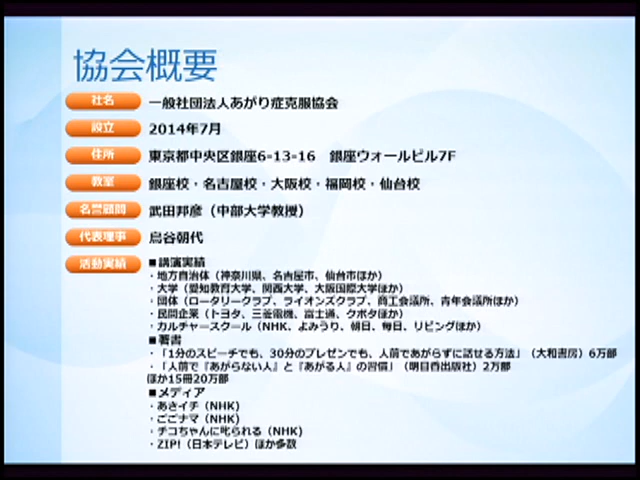 協会概要
社名 一般社団法人あがり症克服協会
設立 2014年7月
住所 東京都中央区銀座6-13-16 銀座ウォールビル7F
教室 銀座校・名古屋校・大阪校・福岡校・仙台校
名誉顧問 武田邦彦（中部大学教授）
代表理事 鳥谷朝代
活動実績 ■講演実績
・地方自治体（神奈川県、名古屋市、仙台市ほか）
・大学（愛知教育大学、関西大学、大阪国際大学ほか）
・団体（ロータリークラブ、ライオンズクラブ、商工会議所、青年会議所ほか）
・民間企業（トヨタ、三菱電機、富士通、クボタほか）
・カルチャースクール（NHK、よみうり、朝日、毎日、リビングほか）
■著書
・「1分のスピーチでも、30分のプレゼンでも、人前であがらずに話せる方法」（大和書房）6万部
・「人前で『あがらない人』と『あがる人』の習慣」（明日香出版社）2万部
ほか15冊20万部
■メディア
・あさイチ（NHK）
・ごごナマ（NHK)
・チコちゃんに叱られる（NHK)
・ZIP!（日本テレビ）ほか多数